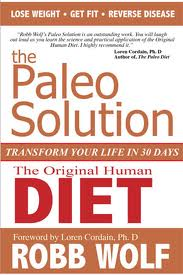 LOSE WEIGHT • GET FIT • REVERSE DISEASE
"Robb Wolf's Paleo Solution is an outstanding work. You will
laugh out loud as you learn the science and practical application of the
Original Human Diet. I highly recommend it."
Loren Cordain, Ph. D
Author of, The Paleo Diet
the
Paleo
Solution
TRANSFORM YOUR LIFE IN 30 DAYS
The Original Human
DIET
Foreword by Loren Cordain, Ph. D
ROBB WOLF